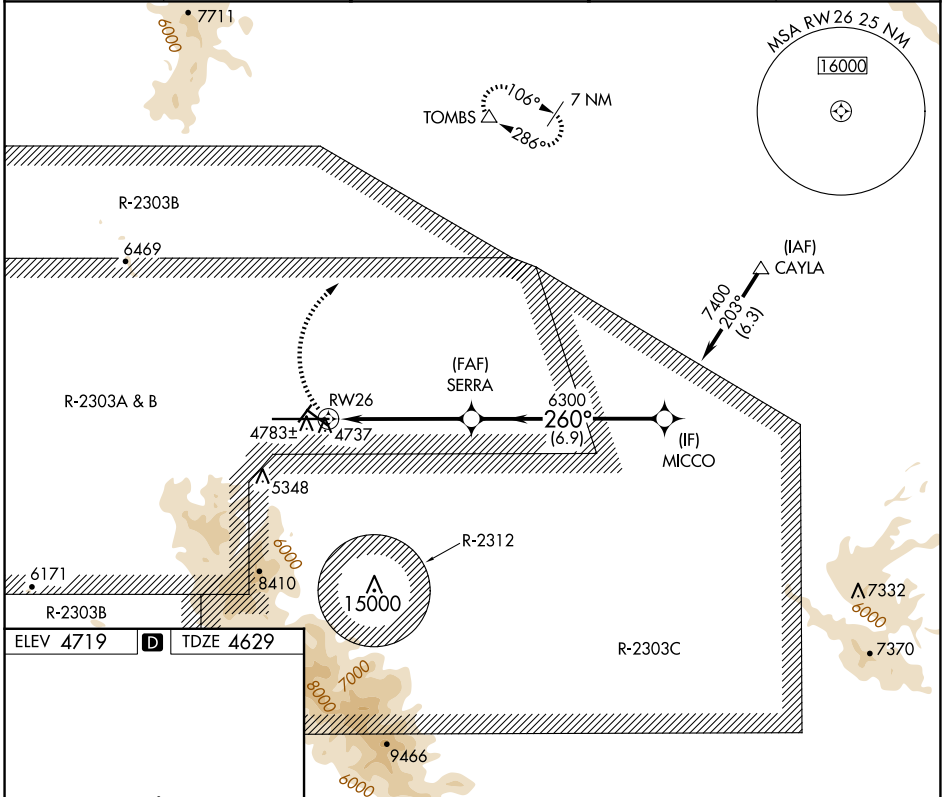 7711
6000
MSA RW 26 25 NM
16000
106°
7 NM
TOMBS
286°
R-2303B
6469
(IAF)
CAYLA
7400
203°
(6.3)
(FAF)
SERRA
R-2303A & B
RW26
6300
260°
(6.9)
4783±
4737
(IF)
MICCO
5348
R-2312
6000
8410
6171
15000
7332
6000
R-2303B
R-2303C
7370
ELEV 4719
D
TDZE 4629
7000
8000
9466
6000